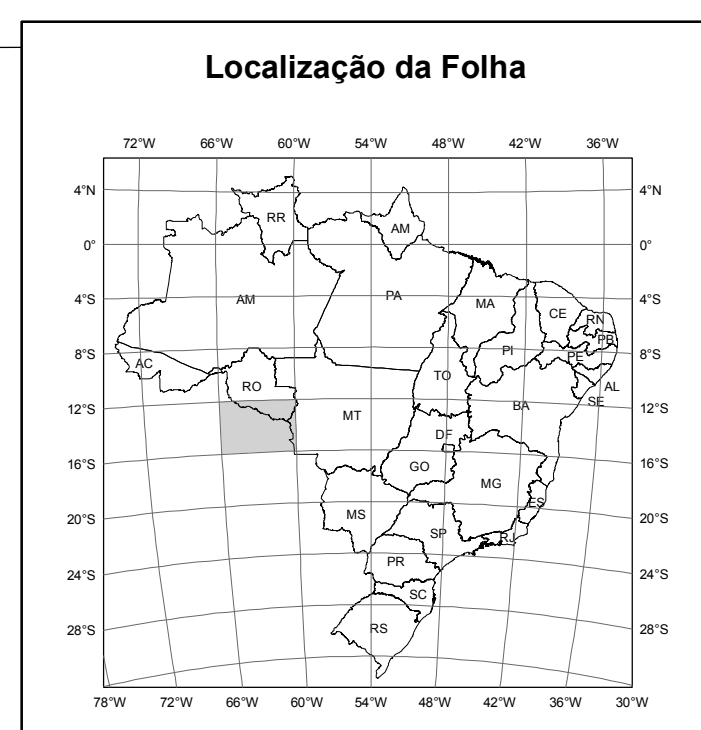 Localização da Folha
72°W 66°W 60°W 54°W 48°W 42°W 36°W
4°N 4°N
RR
AM
0° 0°
4°S AM PA MA CE 4°S
RN
PB
8°S AC PI PE 8°S
RO TO AL
SE
12°S MT BA 12°S
DF
16°S GO MG 16°S
ES
20°S MS SP RJ 20°S
PR
24°S SC 24°S
28°S RS 28°S
78°W 72°W 66°W 60°W 54°W 48°W 42°W 36°W 30°W